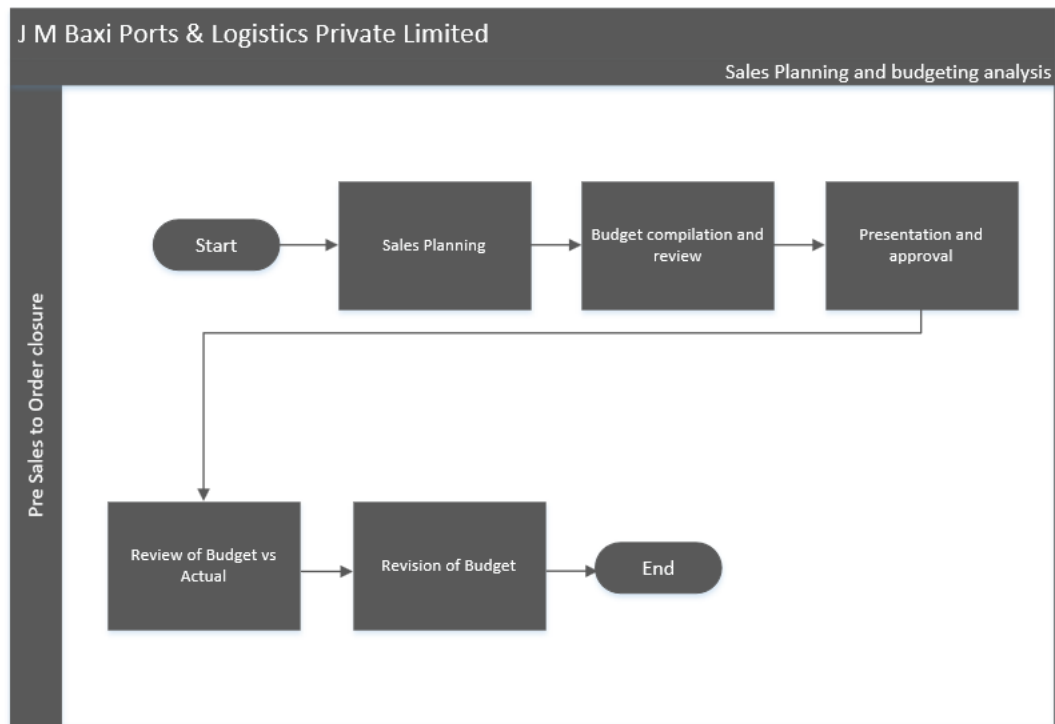 J M Baxi Ports & Logistics Private Limited
Sales Planning and budgeting analysis
Pre Sales to Order closure
Start
Sales Planning
Budget compilation and
review
Presentation and
approval
Review of Budget vs
Actual
Revision of Budget
End